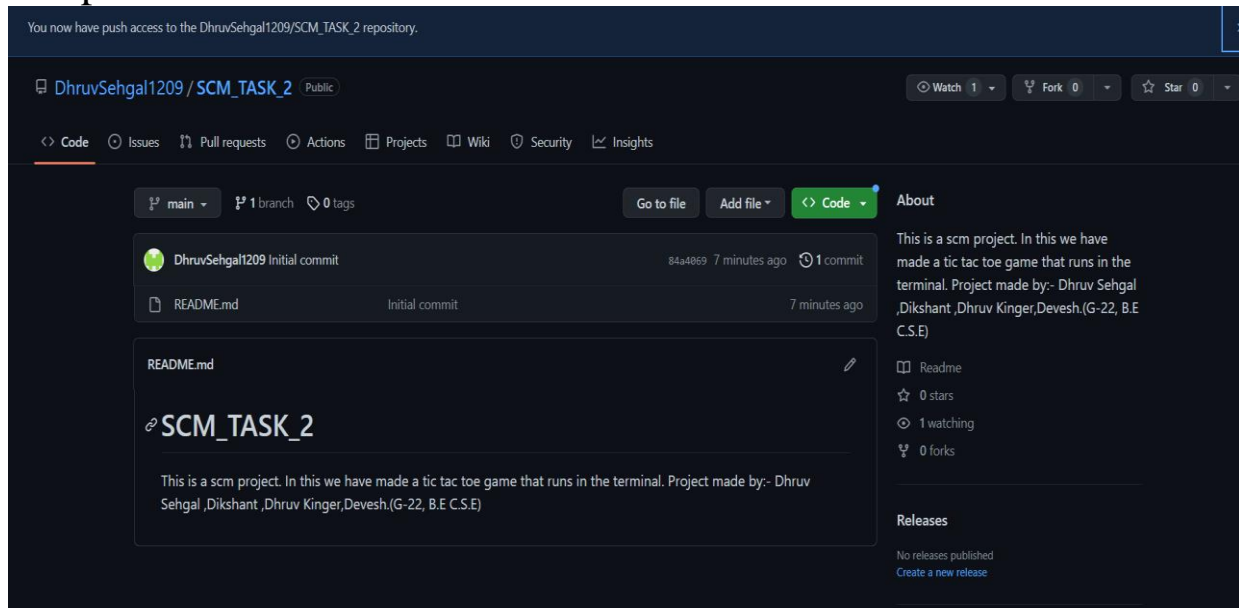 You now have push access to the DhruvSehgal1209/SCM_TASK_2 repository.
DhruvSehgal1209 / SCM_TASK_2 Public
Watch 1 Fork 0 Star 0
Code Issues Pull requests Actions Projects Wiki Security Insights
main 1 branch 0 tags Go to file Add file Code
DhruvSehgal1209 Initial commit 84a4069 7 minutes ago 1 commit
README.md Initial commit 7 minutes ago
README.md
SCM_TASK_2
This is a scm project. In this we have made a tic tac toe game that runs in the terminal. Project made by:- Dhruv
Sehgal ,Dikshant ,Dhruv Kinger,Devesh.(G-22, B.E C.S.E)
About
This is a scm project. In this we have
made a tic tac toe game that runs in the
terminal. Project made by:- Dhruv Sehgal
,Dikshant ,Dhruv Kinger,Devesh.(G-22, B.E
C.S.E)
Readme
0 stars
1 watching
0 forks
Releases
No releases published
Create a new release